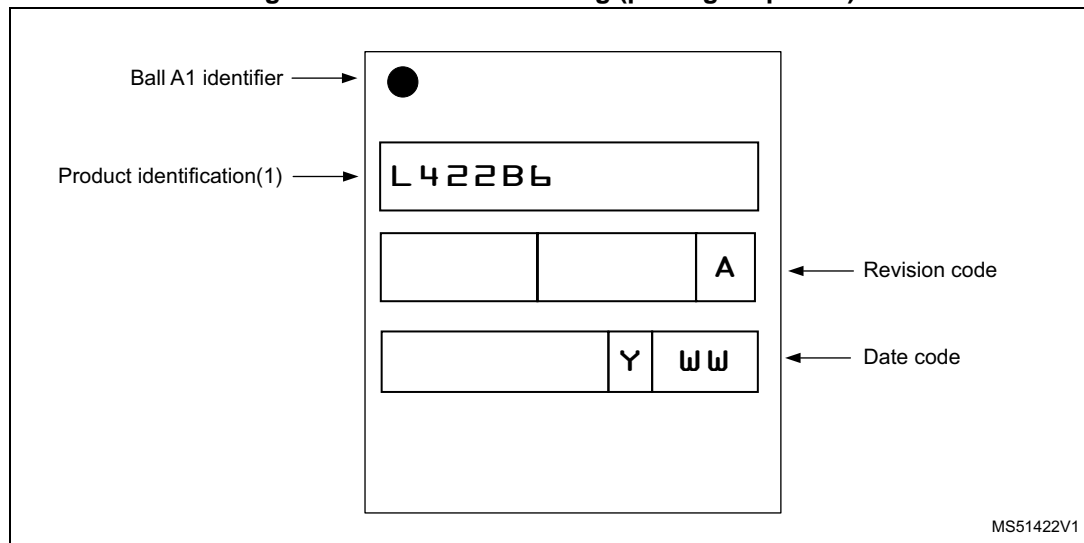 Ball A1 identifier
Product identification(1)
L422B6
A
Revision code
Y WW
Date code
MS51422V1